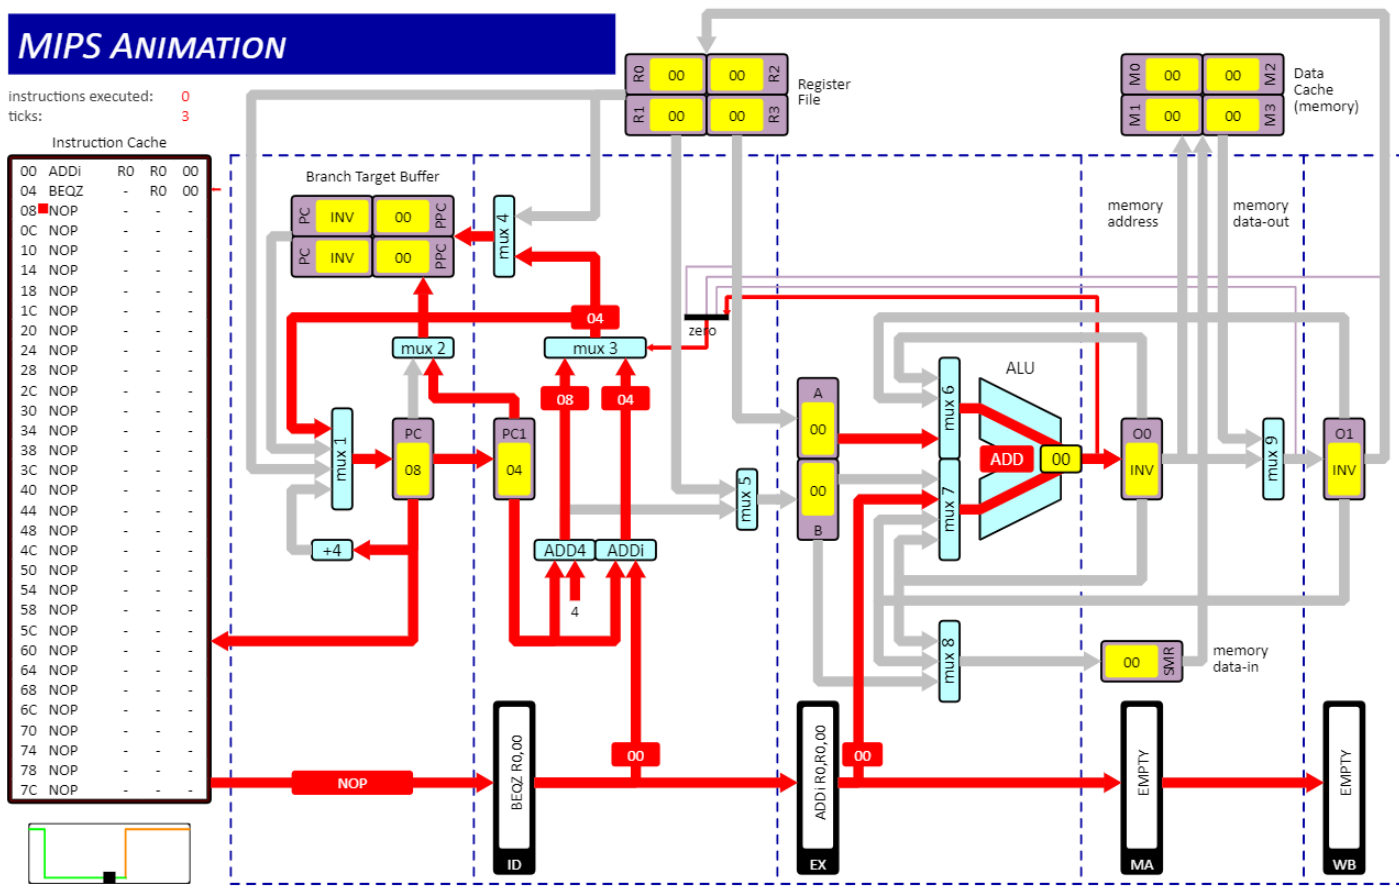 MIPS ANIMATION
instructions executed: 0
ticks: 3
Instruction Cache
00 ADDi R0 R0 00
04 BEQZ - R0 00
08 NOP - - -
0C NOP - - -
10 NOP - - -
14 NOP - - -
18 NOP - - -
1C NOP - - -
20 NOP - - -
24 NOP - - -
28 NOP - - -
2C NOP - - -
30 NOP - - -
34 NOP - - -
38 NOP - - -
3C NOP - - -
40 NOP - - -
44 NOP - - -
48 NOP - - -
4C NOP - - -
50 NOP - - -
54 NOP - - -
58 NOP - - -
5C NOP - - -
60 NOP - - -
64 NOP - - -
68 NOP - - -
6C NOP - - -
70 NOP - - -
74 NOP - - -
78 NOP - - -
7C NOP - - -
Branch Target Buffer
PC INV 00 PPC
PC INV 00 PPC
mux 4
04
mux 2
mux 3
08
04
mux 1
PC
08
PC1
04
+4
ADD4
ADDi
4
R0 00 00 R2
R1 00 00 R3
Register
File
zero
A
00
00
B
mux 5
mux 6
mux 7
mux 8
ALU
ADD
00
M0 00 00 M2
M1 00 00 M3
Data
Cache
(memory)
memory
address
memory
data-out
O0
INV
mux 9
O1
INV
00 SMR
memory
data-in
NOP
BEQZ R0,00
ID
00
ADDi R0,R0,00
EX
00
EMPTY
MA
EMPTY
WB